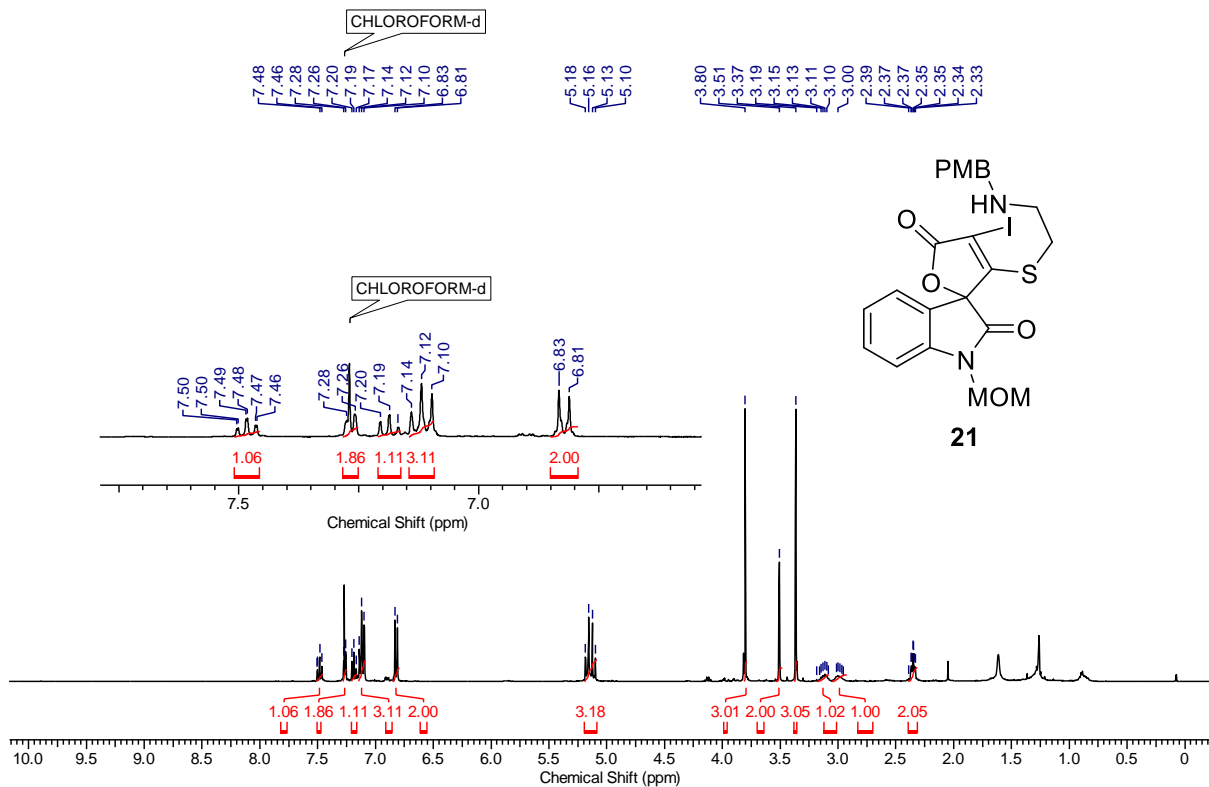 CHLOROFORM-d
7.48 7.46 7.28 7.26 7.20 7.19 7.17 7.14 7.12 7.10 6.83 6.81 5.18 5.16 5.13 5.10 3.80 3.51 3.37 3.19 3.15 3.13 3.11 3.10 3.00 2.39 2.37 2.37 2.35 2.35 2.34 2.33
PMB
HN
I
O
S
O
O
N
MOM
21
CHLOROFORM-d
7.50 7.50 7.49 7.48 7.47 7.46 7.28 7.26 7.20 7.19 7.14 7.12 7.10 6.83 6.81
1.06 1.86 1.11 3.11 2.00
7.5 7.0
Chemical Shift (ppm)
1.06 1.86 1.11 3.11 2.00 3.18 3.01 2.00 3.05 1.02 1.00 2.05
10.0 9.5 9.0 8.5 8.0 7.5 7.0 6.5 6.0 5.5 5.0 4.5 4.0 3.5 3.0 2.5 2.0 1.5 1.0 0.5 0
Chemical Shift (ppm)